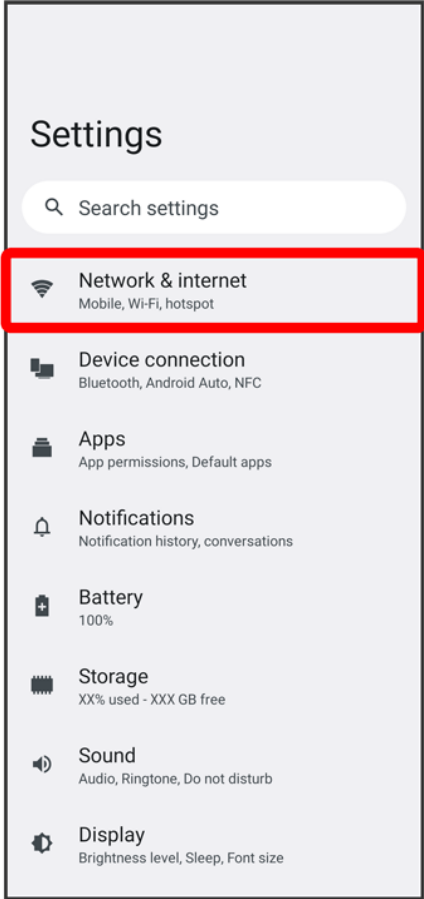 Settings
Search settings
Network & internet
Mobile, Wi-Fi, hotspot
Device connection
Bluetooth, Android Auto, NFC
Apps
App permissions, Default apps
Notifications
Notification history, conversations
Battery
100%
Storage
XX% used - XXX GB free
Sound
Audio, Ringtone, Do not disturb
Display
Brightness level, Sleep, Font size